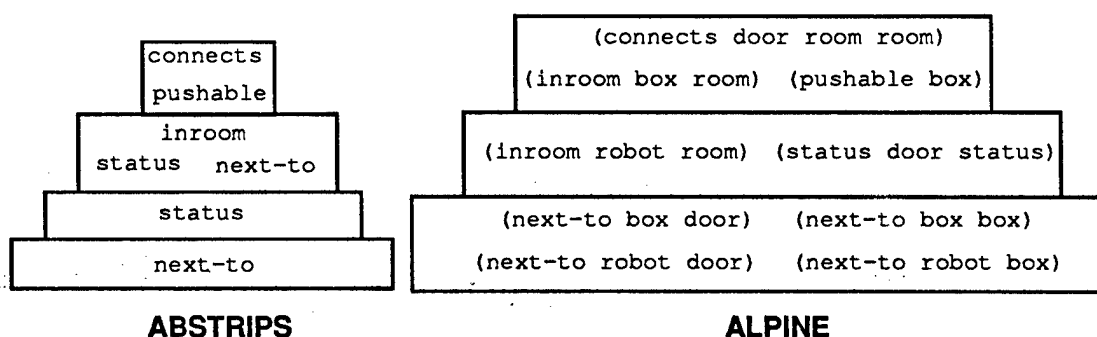 connects
pushable
inroom
status next-to
status
next-to
ABSTRIPS
(connects door room room)
(inroom box room) (pushable box)
(inroom robot room) (status door status)
(next-to box door) (next-to box box)
(next-to robot door) (next-to robot box)
ALPINE